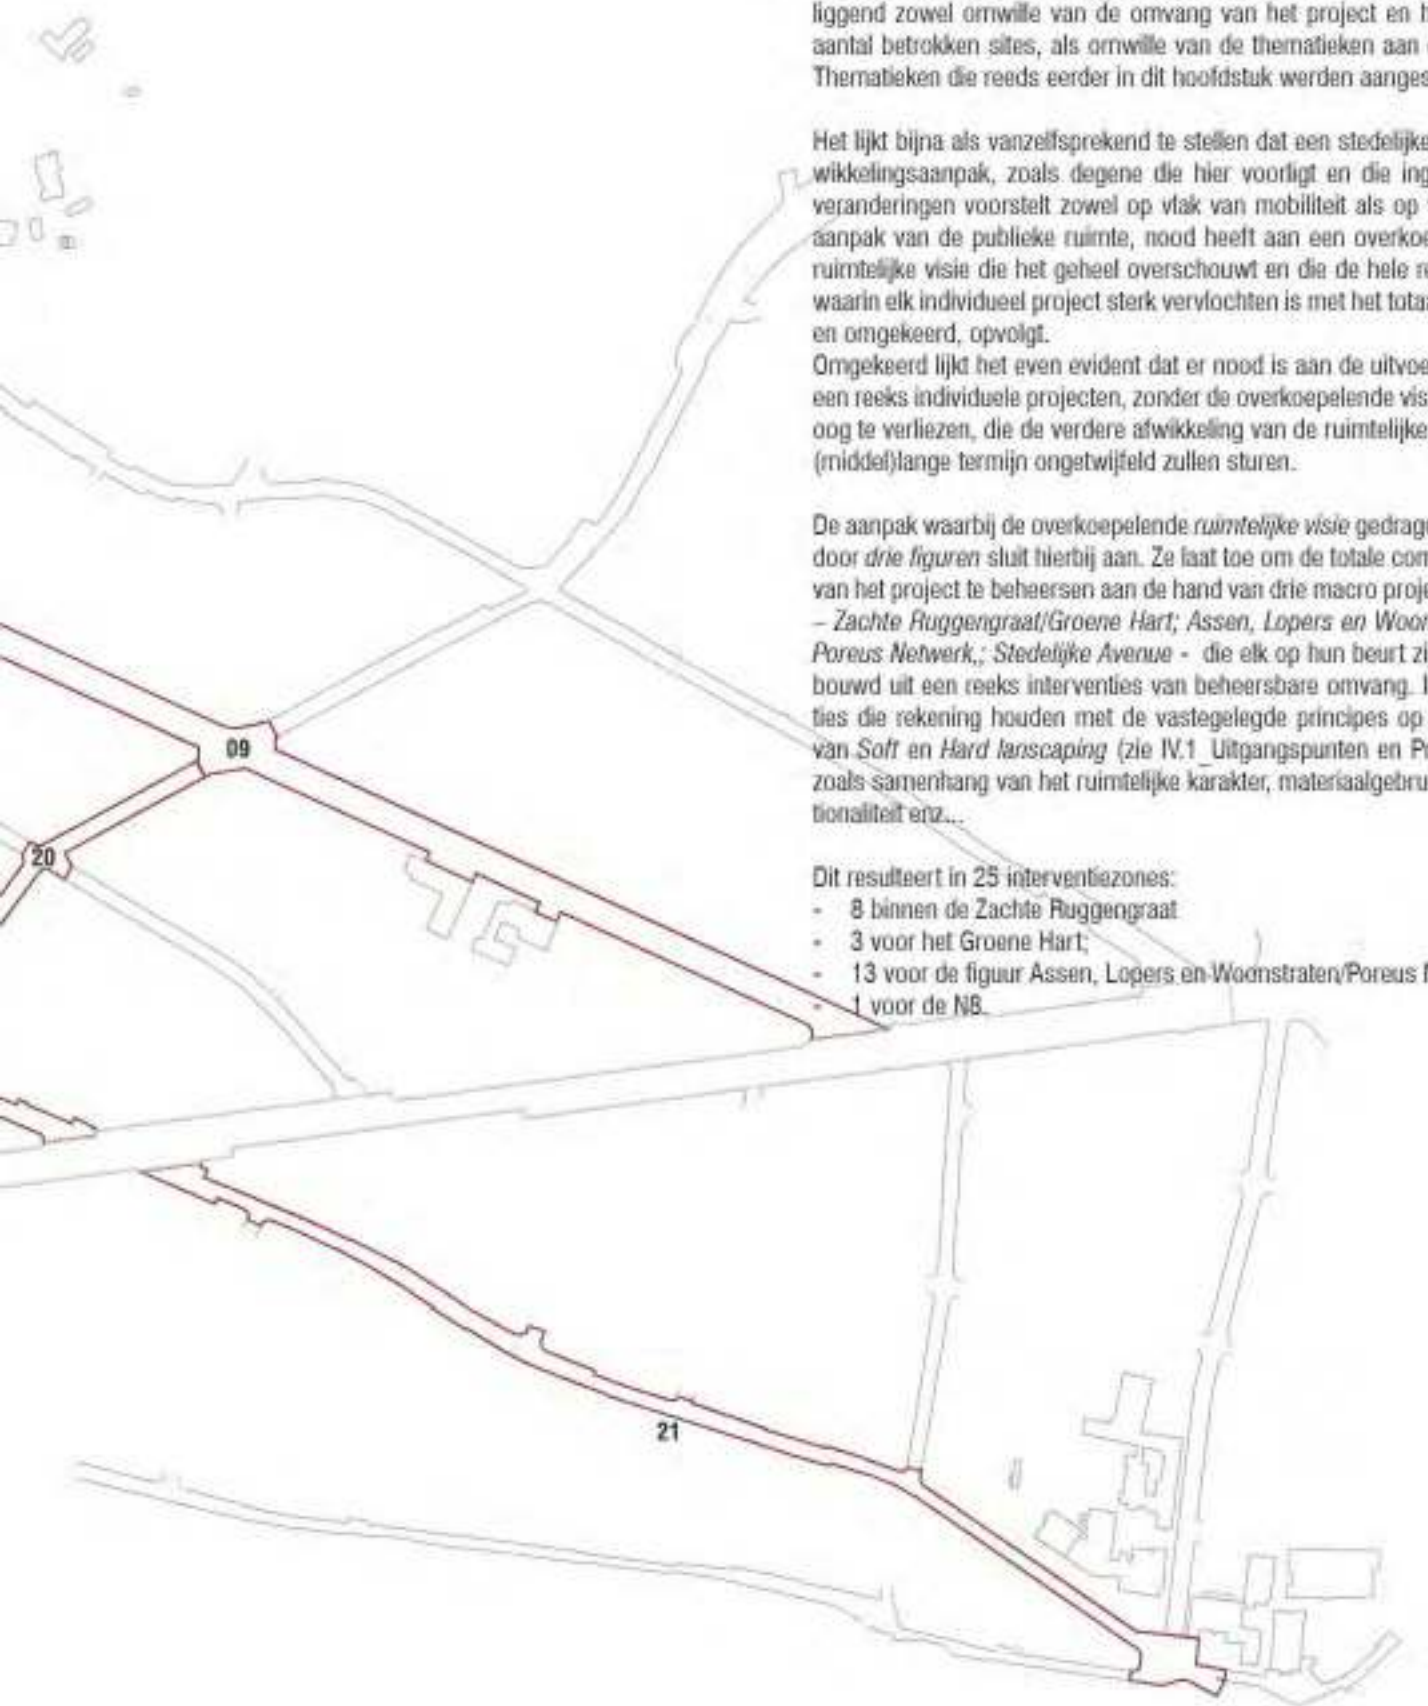 liggend zowel omwille van de omvang van het project en h
aantal betrokken sites, als omwille van de thematieken aan
Thematieken die reeds eerder in dit hoofdstuk werden aanges
Het lijkt bijna als vanzelfsprekend te stellen dat een stedelijke
wikkelingsaanpak, zoals degene die hier voorligt en die ing
veranderingen voorstelt zowel op vlak van mobiliteit als op
aanpak van de publieke ruimte, nood heeft aan een overkoe
ruimtelijke visie die het geheel overschouwt en die de hele r
waarin elk individueel project sterk vervlochten is met het tota
en omgekeerd, opvolgt.
Omgekeerd lijkt het even evident dat er nood is aan de uitvoe
een reeks individuele projecten, zonder de overkoepelende vis
oog te verliezen, die de verdere afwikkeling van de ruimtelijke
(middel)lange termijn ongetwijfeld zullen sturen.
De aanpak waarbij de overkoepelende ruimtelijke visie gedrag
door drie figuren sluit hierbij aan. Ze laat toe om de totale com
van het project te beheersen aan de hand van drie macro proje
– Zachte Ruggengraat/Groene Hart; Assen, Lopers en Woon
Poreus Netwerk,; Stedelijke Avenue - die elk op hun beurt zi
bouwd uit een reeks interventies van beheersbare omvang. I
ties die rekening houden met de vastegelegde principes op
van Soft en Hard lanscaping (zie IV.1_Uitgangspunten en P
zoals samenhang van het ruimtelijke karakter, materiaalgebru
tionaliteit enz...
Dit resulteert in 25 interventiezones:
- 8 binnen de Zachte Ruggengraat
- 3 voor het Groene Hart;
- 13 voor de figuur Assen, Lopers en Woonstraten/Poreus
- 1 voor de N8.
09
20
21